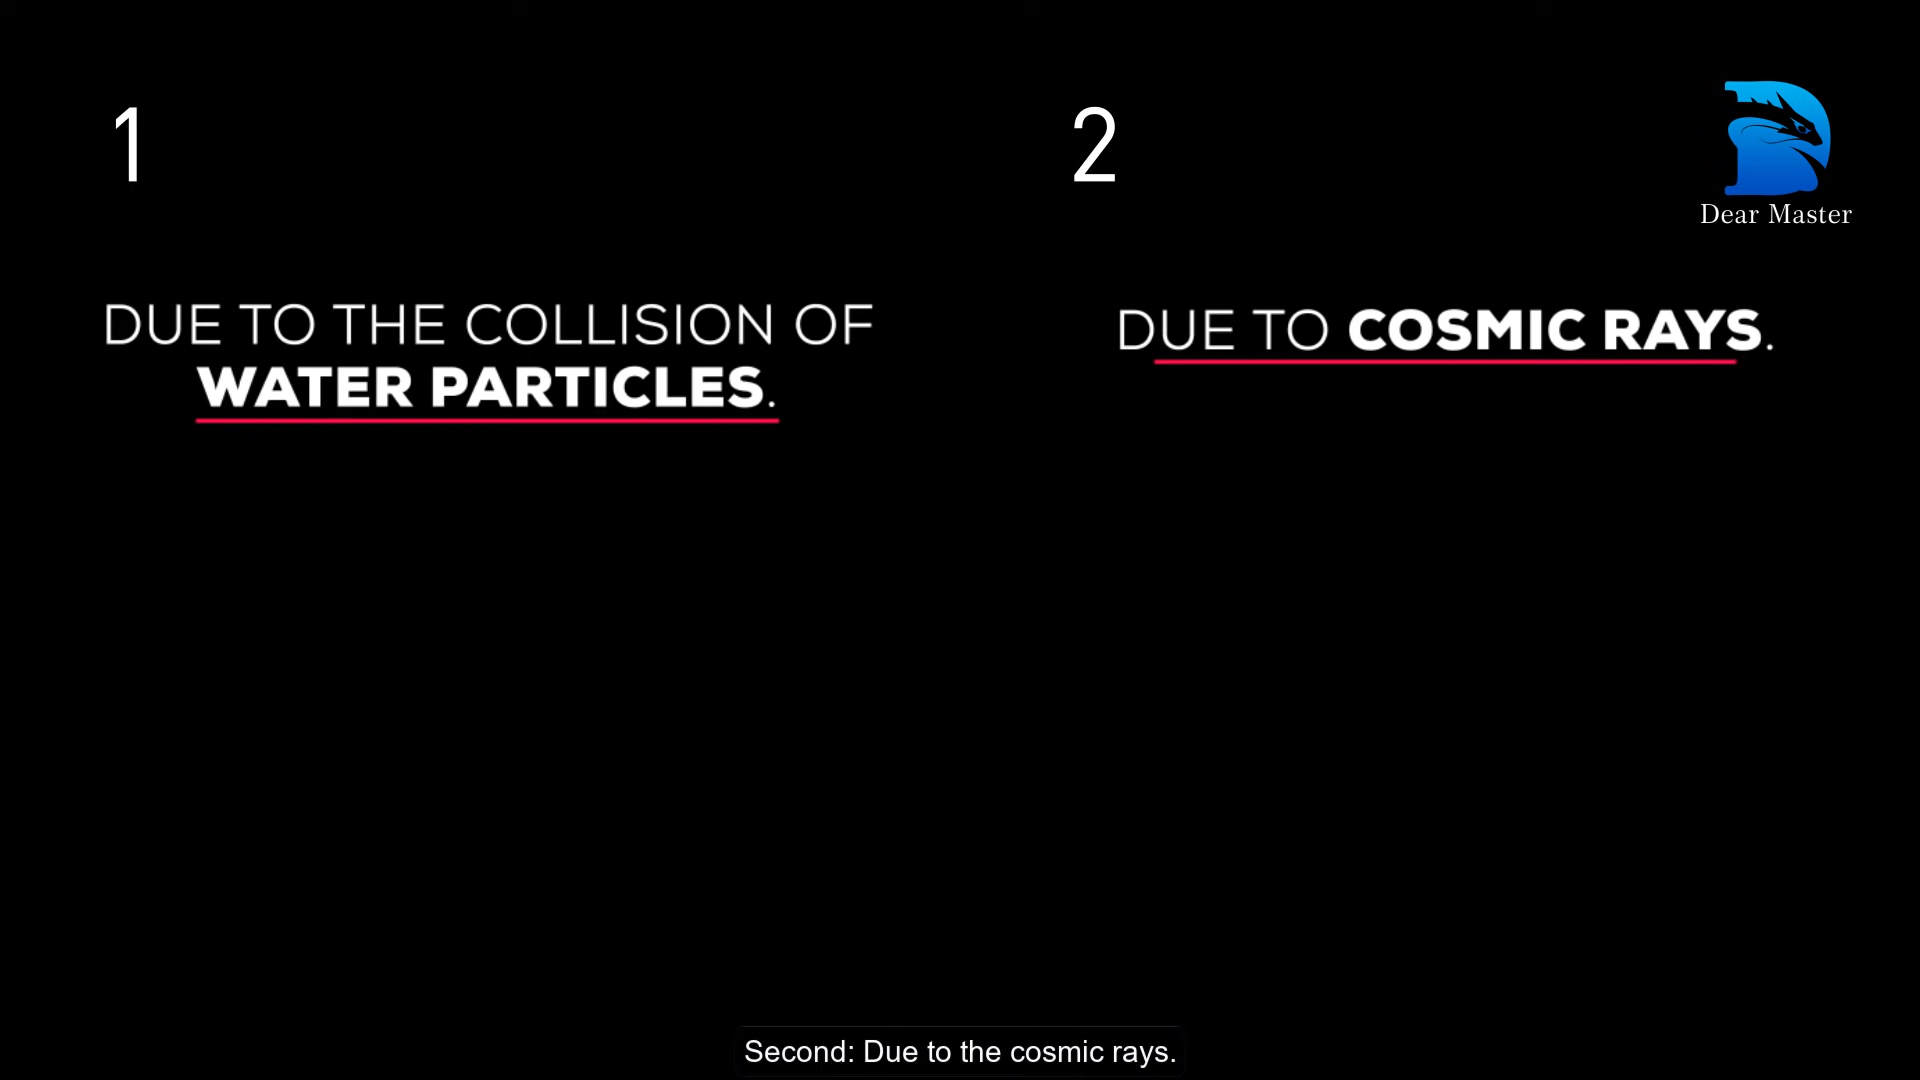 1
DUE TO THE COLLISION OF
WATER PARTICLES.
2
DUE TO COSMIC RAYS.
Dear Master
Second: Due to the cosmic rays.